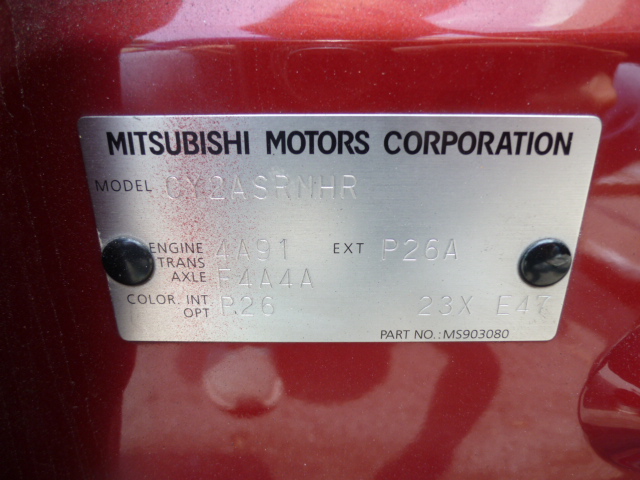 MITSUBISHI MOTORS CORPORATION
MODEL CY2ASRNHR
ENGINE 4A91 EXT P26A
TRANS
AXLE F4A4A
COLOR. INT P26 23X E47
OPT
PART NO.:MS903080